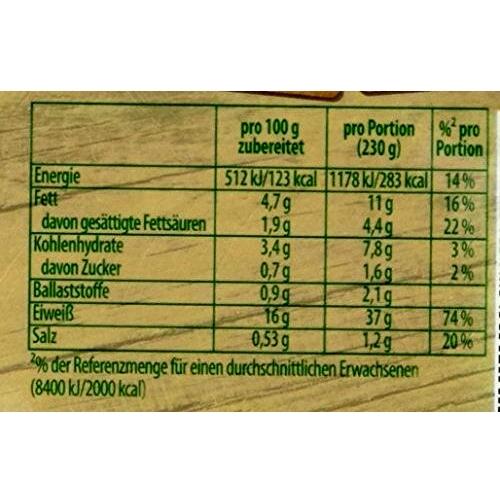 pro 100 g zubereitet pro Portion (230 g) %² pro Portion
Energie 512 kJ/123 kcal 1178 kJ/283 kcal 14%
Fett 4,7 g 11 g 16%
davon gesättigte Fettsäuren 1,9 g 4,4 g 22%
Kohlenhydrate 3,4 g 7,8 g 3%
davon Zucker 0,7 g 1,6 g 2%
Ballaststoffe 0,9 g 2,1 g
Eiweiß 16 g 37 g 74%
Salz 0,53 g 1,2 g 20%
²% der Referenzmenge für einen durchschnittlichen Erwachsenen
(8400 kJ/2000 kcal)